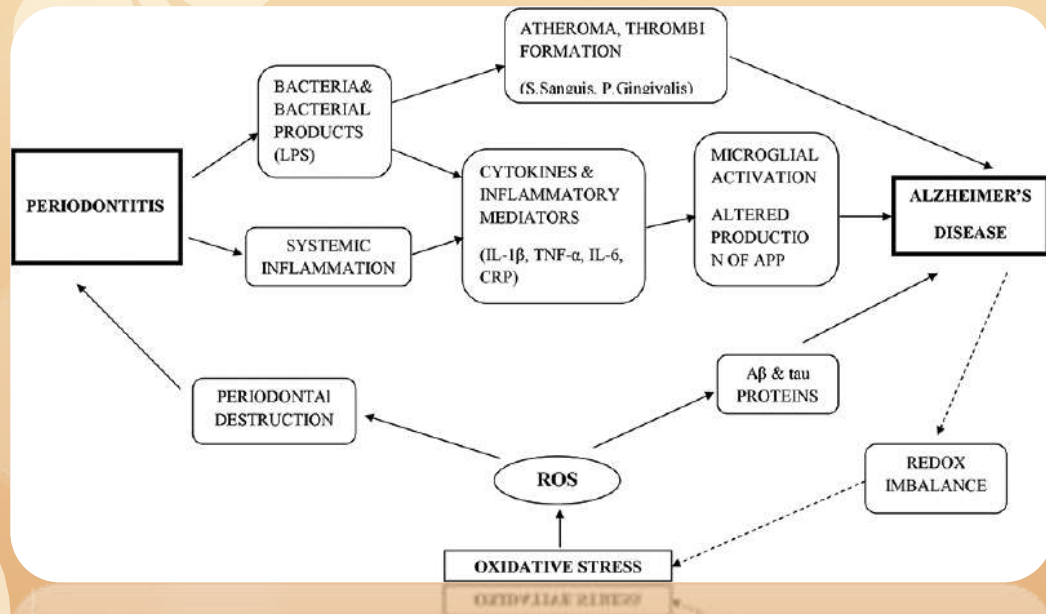 ATHEROMA, THROMBI
FORMATION
(S.Sanguis, P.Gingivalis)
BACTERIA&
BACTERIAL
PRODUCTS
(LPS)
PERIODONTITIS
SYSTEMIC
INFLAMMATION
CYTOKINES &
INFLAMMATORY
MEDIATORS
(IL-1β, TNF-α, IL-6,
CRP)
MICROGLIAL
ACTIVATION
ALTERED
PRODUCTIO
N OF APP
ALZHEIMER'S
DISEASE
PERIODONTAl
DESTRUCTION
Aβ & tau
PROTEINS
ROS
REDOX
IMBALANCE
OXIDATIVE STRESS